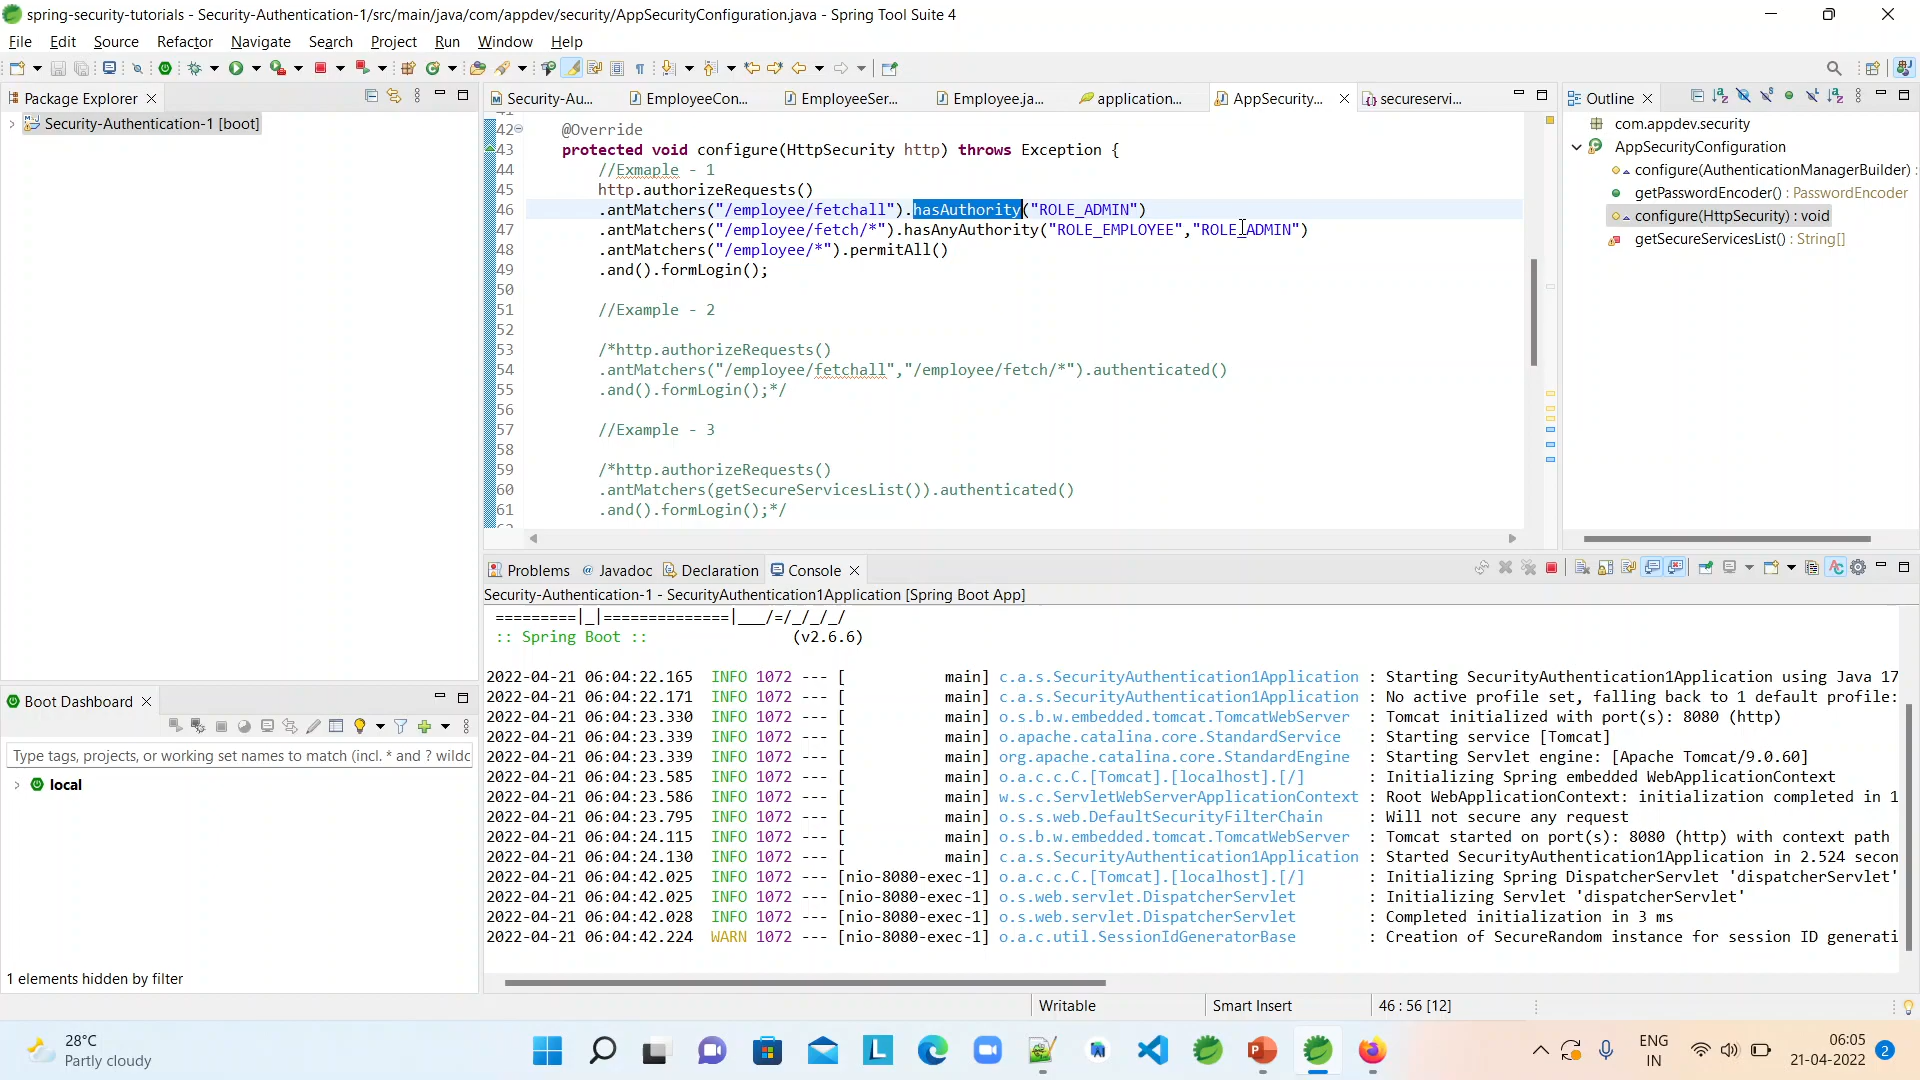 spring-security-tutorials - Security-Authentication-1/src/main/java/com/appdev/security/AppSecurityConfiguration.java - Spring Tool Suite 4
File Edit Source Refactor Navigate Search Project Run Window Help
Package Explorer
Security-Authentication-1 [boot]
Security-Au... EmployeeCon... EmployeeSer... Employee.ja... application... AppSecurity... secureservi...
42 @Override
43 protected void configure(HttpSecurity http) throws Exception {
44 //Exmaple - 1
45 http.authorizeRequests()
46 .antMatchers("/employee/fetchall").hasAuthority("ROLE_ADMIN")
47 .antMatchers("/employee/fetch/*").hasAnyAuthority("ROLE_EMPLOYEE","ROLE_ADMIN")
48 .antMatchers("/employee/*").permitAll()
49 .and().formLogin();
50
51 //Example - 2
52
53 /*http.authorizeRequests()
54 .antMatchers("/employee/fetchall","/employee/fetch/*").authenticated()
55 .and().formLogin();*/
56
57 //Example - 3
58
59 /*http.authorizeRequests()
60 .antMatchers(getSecureServicesList()).authenticated()
61 .and().formLogin();*/
Outline
com.appdev.security
AppSecurityConfiguration
configure(AuthenticationManagerBuilder) :
getPasswordEncoder() : PasswordEncoder
configure(HttpSecurity) : void
getSecureServicesList() : String[]
Problems @ Javadoc Declaration Console
Security-Authentication-1 - SecurityAuthentication1Application [Spring Boot App]
=========|_|==============|___/=/_/_/_/
:: Spring Boot :: (v2.6.6)
2022-04-21 06:04:22.165 INFO 1072 --- [ main] c.a.s.SecurityAuthentication1Application : Starting SecurityAuthentication1Application using Java 17
2022-04-21 06:04:22.171 INFO 1072 --- [ main] c.a.s.SecurityAuthentication1Application : No active profile set, falling back to 1 default profile:
2022-04-21 06:04:23.330 INFO 1072 --- [ main] o.s.b.w.embedded.tomcat.TomcatWebServer : Tomcat initialized with port(s): 8080 (http)
2022-04-21 06:04:23.339 INFO 1072 --- [ main] o.apache.catalina.core.StandardService : Starting service [Tomcat]
2022-04-21 06:04:23.339 INFO 1072 --- [ main] org.apache.catalina.core.StandardEngine : Starting Servlet engine: [Apache Tomcat/9.0.60]
2022-04-21 06:04:23.585 INFO 1072 --- [ main] o.a.c.c.C.[Tomcat].[localhost].[/] : Initializing Spring embedded WebApplicationContext
2022-04-21 06:04:23.586 INFO 1072 --- [ main] w.s.c.ServletWebServerApplicationContext : Root WebApplicationContext: initialization completed in 1
2022-04-21 06:04:23.795 INFO 1072 --- [ main] o.s.s.web.DefaultSecurityFilterChain : Will not secure any request
2022-04-21 06:04:24.115 INFO 1072 --- [ main] o.s.b.w.embedded.tomcat.TomcatWebServer : Tomcat started on port(s): 8080 (http) with context path
2022-04-21 06:04:24.130 INFO 1072 --- [ main] c.a.s.SecurityAuthentication1Application : Started SecurityAuthentication1Application in 2.524 secon
2022-04-21 06:04:42.025 INFO 1072 --- [nio-8080-exec-1] o.a.c.c.C.[Tomcat].[localhost].[/] : Initializing Spring DispatcherServlet 'dispatcherServlet'
2022-04-21 06:04:42.025 INFO 1072 --- [nio-8080-exec-1] o.s.web.servlet.DispatcherServlet : Initializing Servlet 'dispatcherServlet'
2022-04-21 06:04:42.028 INFO 1072 --- [nio-8080-exec-1] o.s.web.servlet.DispatcherServlet : Completed initialization in 3 ms
2022-04-21 06:04:42.224 WARN 1072 --- [nio-8080-exec-1] o.a.c.util.SessionIdGeneratorBase : Creation of SecureRandom instance for session ID generati
Boot Dashboard
Type tags, projects, or working set names to match (incl. * and ? wildc
local
1 elements hidden by filter
Writable Smart Insert 46 : 56 [12]
28°C
Partly cloudy
ENG
IN
06:05
21-04-2022
2